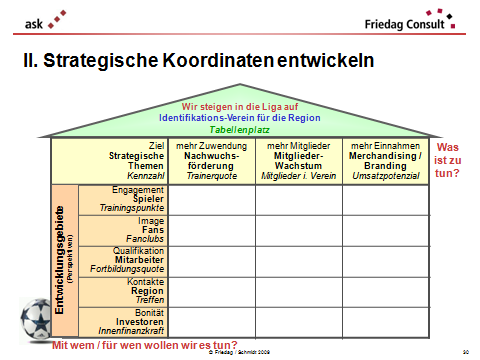 ask
Friedag Consult
II. Strategische Koordinaten entwickeln
Wir steigen in die Liga auf
Identifikations-Verein für die Region
Tabellenplatz
Ziel
Strategische
Themen
Kennzahl
mehr Zuwendung
Nachwuchs-
förderung
Trainerquote
mehr Mitglieder
Mitglieder-
Wachstum
Mitglieder i. Verein
mehr Einnahmen
Merchandising /
Branding
Umsatzpotenzial
Was
ist zu
tun?
Entwicklungsgebiete
(Perspektiven)
Engagement
Spieler
Trainingspunkte
Image
Fans
Fanclubs
Qualifikation
Mitarbeiter
Fortbildungsquote
Kontakte
Region
Treffen
Bonität
Investoren
Innenfinanzkraft
Mit wem / für wen wollen wir es tun?
© Friedag / Schmidt 2009
30